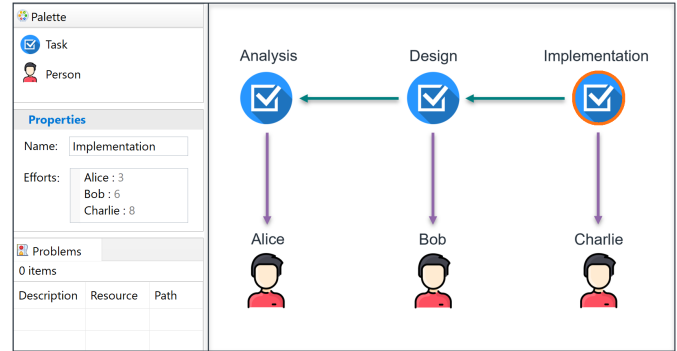 Palette
Task
Person
Properties
Name: Implementation
Efforts: Alice : 3
Bob : 6
Charlie : 8
Problems
0 items
Description Resource Path
Analysis Design Implementation
Alice Bob Charlie